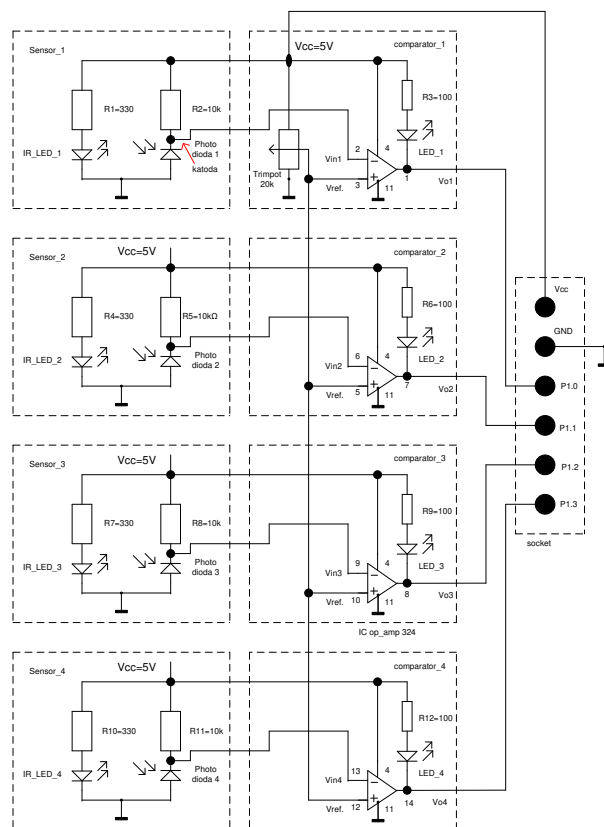 Sensor_1
Vcc=5V
comparator_1
R1=330
R2=10k
R3=100
IR_LED_1
Photo
dioda 1
katoda
Trimpot
20k
Vin1
2
4
Vref.
3
11
1
LED_1
Vo1
Sensor_2
Vcc=5V
comparator_2
R4=330
R5=10kΩ
R6=100
IR_LED_2
Photo
dioda 2
Vin2
6
4
Vref.
5
11
7
LED_2
Vo2
Vcc
GND
P1.0
P1.1
P1.2
P1.3
socket
Sensor_3
Vcc=5V
comparator_3
R7=330
R8=10k
R9=100
IR_LED_3
Photo
dioda 3
Vin3
9
4
Vref.
10
11
8
LED_3
Vo3
IC op_amp 324
Sensor_4
Vcc=5V
comparator_4
R10=330
R11=10k
R12=100
IR_LED_4
Photo
dioda 4
Vin4
13
4
Vref.
12
11
14
LED_4
Vo4